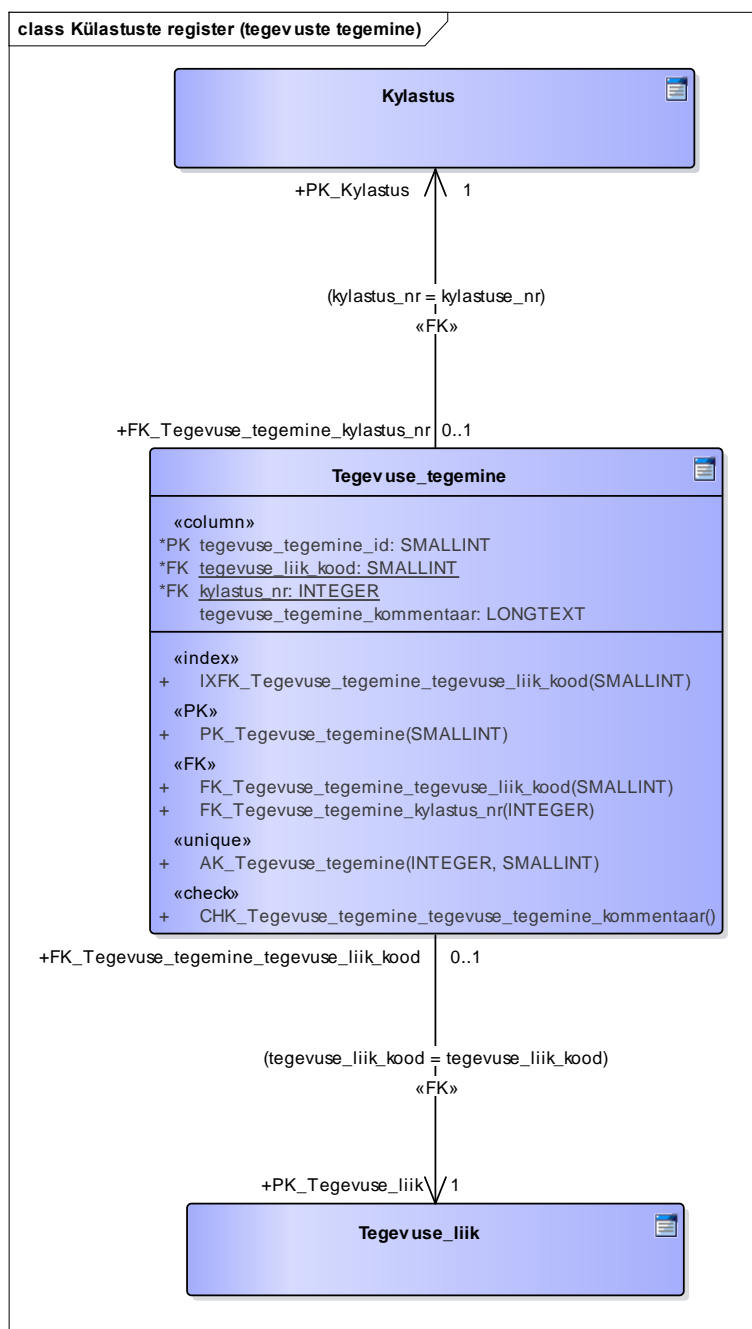 class Külastuste register (tegevuste tegemine)
Kylastus
+PK_Kylastus 1
(kylastus_nr = kylastuse_nr)
«FK»
+FK_Tegevuse_tegemine_kylastus_nr 0..1
Tegevuse_tegemine
«column»
*PK tegevuse_tegemine_id: SMALLINT
*FK tegevuse_liik_kood: SMALLINT
*FK kylastus_nr: INTEGER
tegevuse_tegemine_kommentaar: LONGTEXT
«index»
+ IXFK_Tegevuse_tegemine_tegevuse_liik_kood(SMALLINT)
«PK»
+ PK_Tegevuse_tegemine(SMALLINT)
«FK»
+ FK_Tegevuse_tegemine_tegevuse_liik_kood(SMALLINT)
+ FK_Tegevuse_tegemine_kylastus_nr(INTEGER)
«unique»
+ AK_Tegevuse_tegemine(INTEGER, SMALLINT)
«check»
+ CHK_Tegevuse_tegemine_tegevuse_tegemine_kommentaar()
+FK_Tegevuse_tegemine_tegevuse_liik_kood 0..1
(tegevuse_liik_kood = tegevuse_liik_kood)
«FK»
+PK_Tegevuse_liik 1
Tegevuse_liik